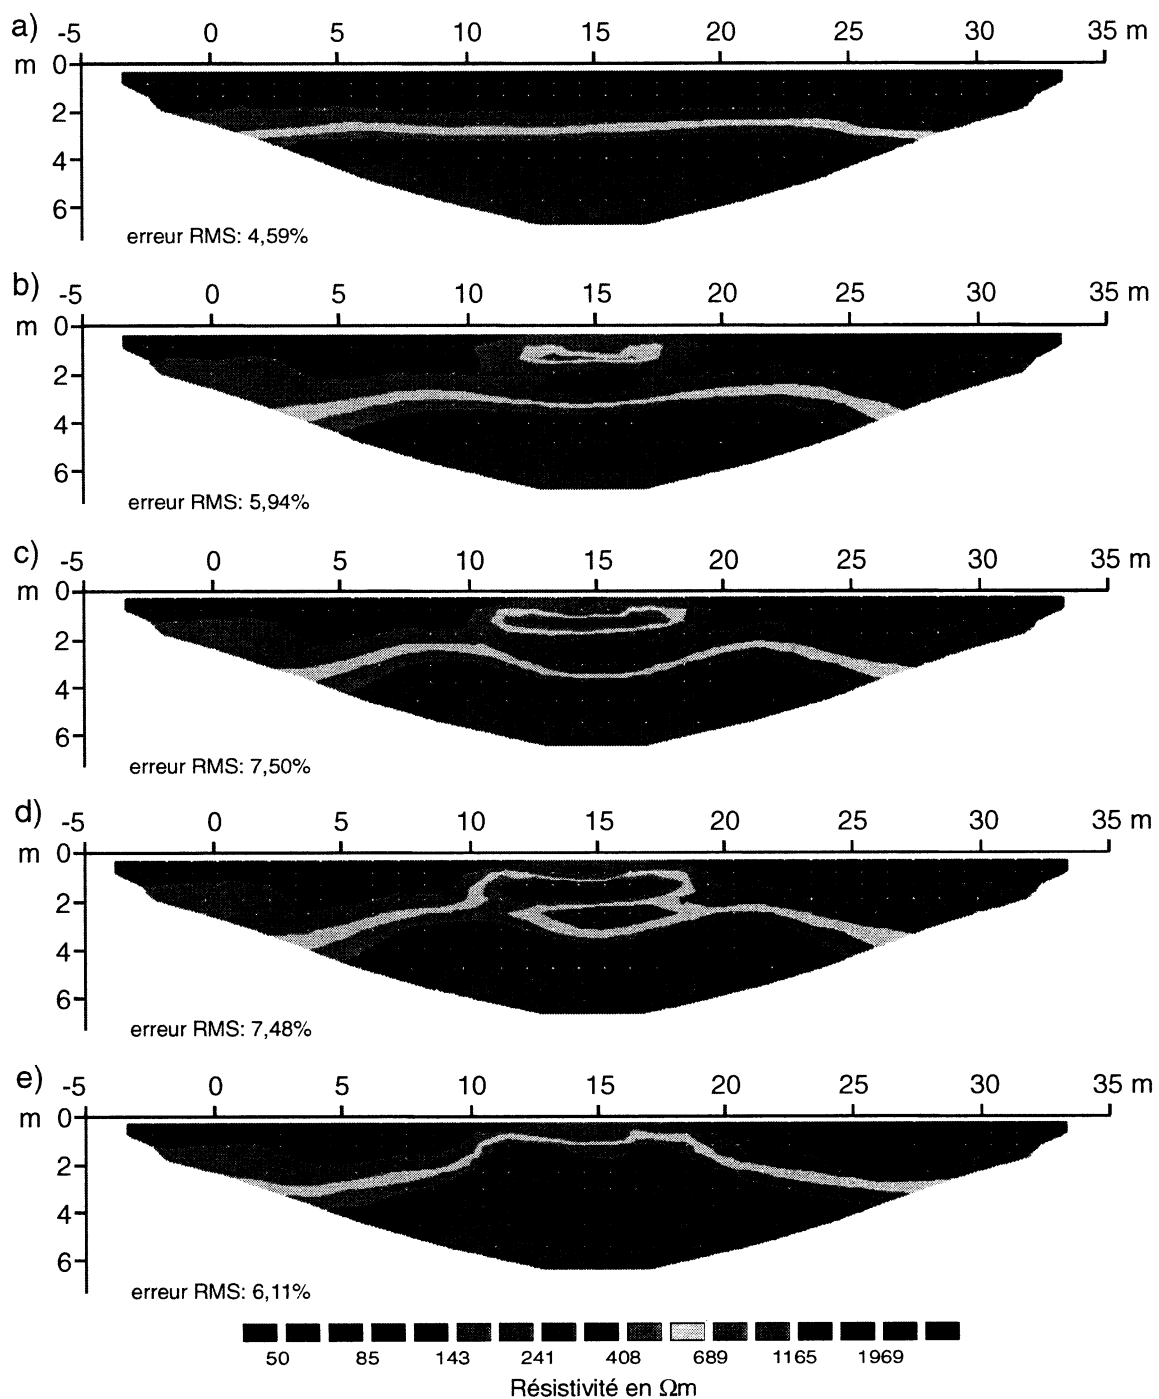 a) -5 0 5 10 15 20 25 30 35 m
m 0
2
4
6
erreur RMS: 4,59%
b) -5 0 5 10 15 20 25 30 35 m
m 0
2
4
6
erreur RMS: 5,94%
c) -5 0 5 10 15 20 25 30 35 m
m 0
2
4
6
erreur RMS: 7,50%
d) -5 0 5 10 15 20 25 30 35 m
m 0
2
4
6
erreur RMS: 7,48%
e) -5 0 5 10 15 20 25 30 35 m
m 0
2
4
6
erreur RMS: 6,11%
50 85 143 241 408 689 1165 1969
Résistivité en Ωm